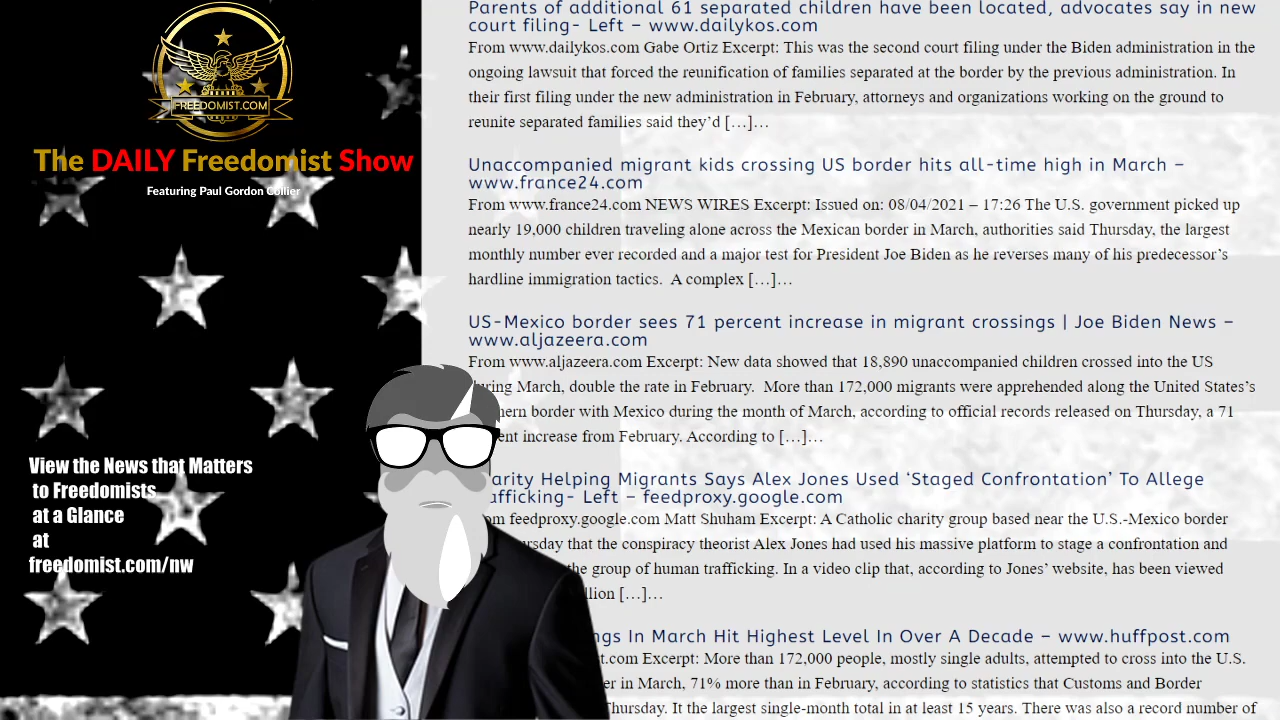 FREEDOMIST.COM
The DAILY Freedomist Show
Featuring Paul Gordon Collier
View the News that Matters
to Freedomists
at a Glance
at
freedomist.com/nw
Parents of additional 61 separated children have been located, advocates say in new
court filing- Left – www.dailykos.com
From www.dailykos.com Gabe Ortiz Excerpt: This was the second court filing under the Biden administration in the
ongoing lawsuit that forced the reunification of families separated at the border by the previous administration. In
their first filing under the new administration in February, attorneys and organizations working on the ground to
reunite separated families said they’d […]…
Unaccompanied migrant kids crossing US border hits all-time high in March –
www.france24.com
From www.france24.com NEWS WIRES Excerpt: Issued on: 08/04/2021 – 17:26 The U.S. government picked up
nearly 19,000 children traveling alone across the Mexican border in March, authorities said Thursday, the largest
monthly number ever recorded and a major test for President Joe Biden as he reverses many of his predecessor’s
hardline immigration tactics.  A complex […]…
US-Mexico border sees 71 percent increase in migrant crossings | Joe Biden News –
www.aljazeera.com
From www.aljazeera.com Excerpt: New data showed that 18,890 unaccompanied children crossed into the US
during March, double the rate in February.  More than 172,000 migrants were apprehended along the United States’s
hern border with Mexico during the month of March, according to official records released on Thursday, a 71
ent increase from February. According to […]…
arity Helping Migrants Says Alex Jones Used ‘Staged Confrontation’ To Allege
afficking- Left – feedproxy.google.com
om feedproxy.google.com Matt Shuham Excerpt: A Catholic charity group based near the U.S.-Mexico border
ursday that the conspiracy theorist Alex Jones had used his massive platform to stage a confrontation and
the group of human trafficking. In a video clip that, according to Jones’ website, has been viewed
llion […]…
ngs In March Hit Highest Level In Over A Decade – www.huffpost.com
t.com Excerpt: More than 172,000 people, mostly single adults, attempted to cross into the U.S.
er in March, 71% more than in February, according to statistics that Customs and Border
Thursday. It the largest single-month total in at least 15 years. There was also a record number of